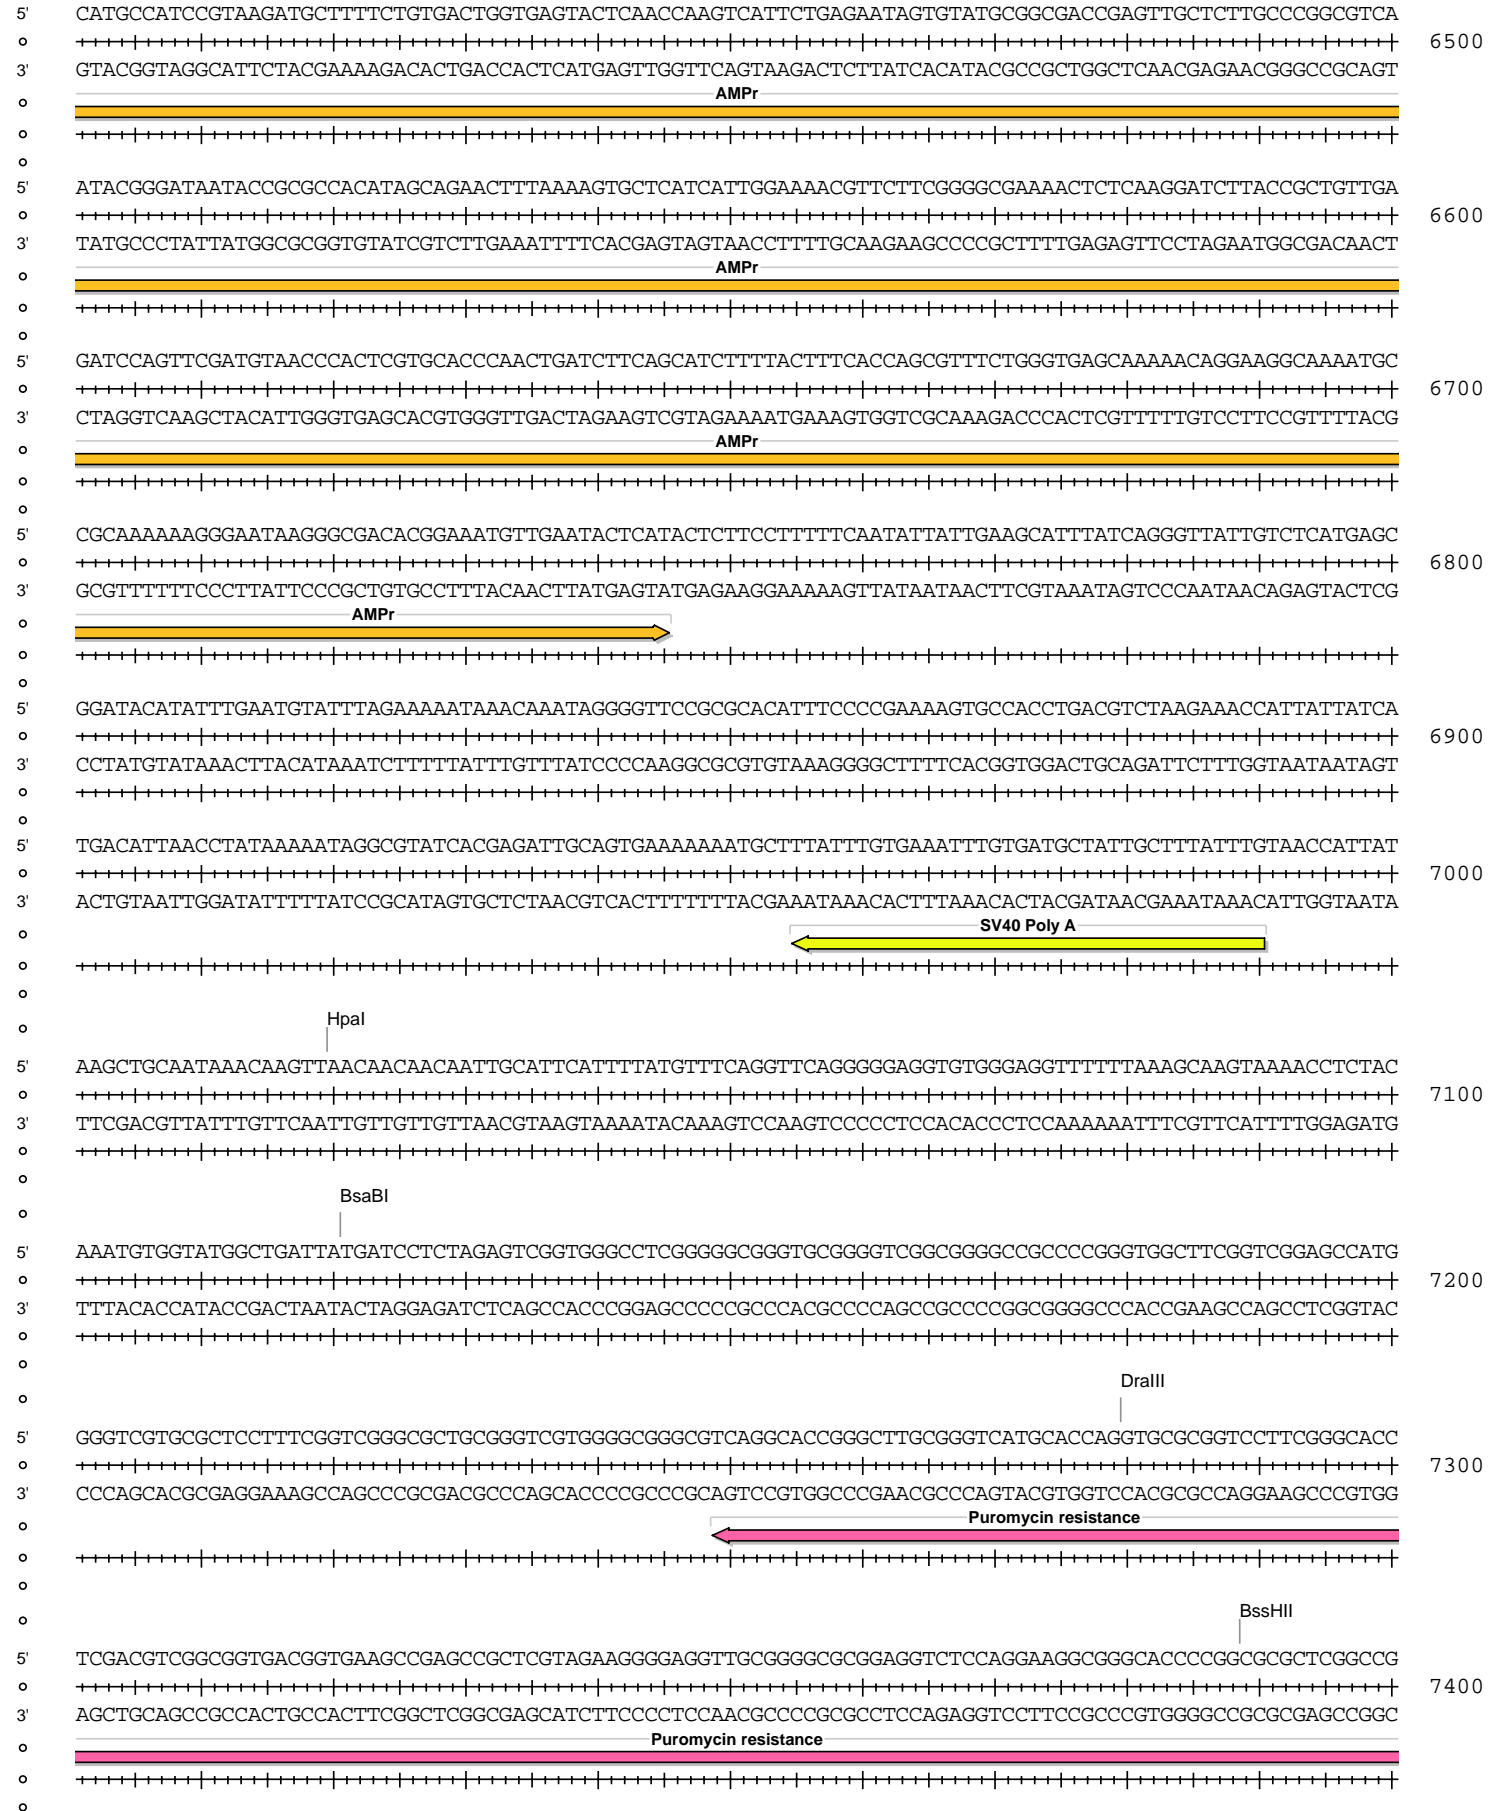 5' CATGCCATCCGTAAGATGCTTTTCTGTGACTGGTGAGTACTCAACCAAGTCATTCTGAGAATAGTGTATGCGGCGACCGAGTTGCTCTTGCCCGGCGTCA
6500
3' GTACGGTAGGCATTCTACGAAAAGACACTGACCACTCATGAGTTGGTTCAGTAAGACTCTTATCACATACGCCGCTGGCTCAACGAGAACGGGCCGCAGT
AMPr
5' ATACGGGATAATACCGCGCCACATAGCAGAACTTTAAAAGTGCTCATCATTGGAAAACGTTCTTCGGGGCGAAAACTCTCAAGGATCTTACCGCTGTTGA
6600
3' TATGCCCTATTATGGCGCGGTGTATCGTCTTGAAATTTTCACGAGTAGTAACCTTTTGCAAGAAGCCCCGCTTTTGAGAGTTCCTAGAATGGCGACAACT
AMPr
5' GATCCAGTTCGATGTAACCCACTCGTGCACCCAACTGATCTTCAGCATCTTTTACTTTCACCAGCGTTTCTGGGTGAGCAAAAACAGGAAGGCAAAATGC
6700
3' CTAGGTCAAGCTACATTGGGTGAGCACGTGGGTTGACTAGAAGTCGTAGAAAATGAAAGTGGTCGCAAAGACCCACTCGTTTTTGTCCTTCCGTTTTACG
AMPr
5' CGCAAAAAAGGGAATAAGGGCGACACGGAAATGTTGAATACTCATACTCTTCCTTTTTCAATATTATTGAAGCATTTATCAGGGTTATTGTCTCATGAGC
6800
3' GCGTTTTTTCCCTTATTCCCGCTGTGCCTTTACAACTTATGAGTATGAGAAGGAAAAAGTTATAATAACTTCGTAAATAGTCCCAATAACAGAGTACTCG
AMPr
5' GGATACATATTTGAATGTATTTAGAAAAATAAACAAATAGGGGTTCCGCGCACATTTCCCCGAAAAGTGCCACCTGACGTCTAAGAAACCATTATTATCA
6900
3' CCTATGTATAAACTTACATAAATCTTTTTATTTGTTTATCCCCAAGGCGCGTGTAAAGGGGCTTTTCACGGTGGACTGCAGATTCTTTGGTAATAATAGT
5' TGACATTAACCTATAAAAATAGGCGTATCACGAGATTGCAGTGAAAAAAATGCTTTATTTGTGAAATTTGTGATGCTATTGCTTTATTTGTAACCATTAT
7000
3' ACTGTAATTGGATATTTTTATCCGCATAGTGCTCTAACGTCACTTTTTTTACGAAATAAACACTTTAAACACTACGATAACGAAATAAACATTGGTAATA
SV40 Poly A
HpaI
5' AAGCTGCAATAAACAAGTTAACAACAACAATTGCATTCATTTTATGTTTCAGGTTCAGGGGGAGGTGTGGGAGGTTTTTTAAAGCAAGTAAAACCTCTAC
7100
3' TTCGACGTTATTTGTTCAATTGTTGTTGTTAACGTAAGTAAAATACAAAGTCCAAGTCCCCCTCCACACCCTCCAAAAAATTTCGTTCATTTTGGAGATG
BsaBI
5' AAATGTGGTATGGCTGATTATGATCCTCTAGAGTCGGTGGGCCTCGGGGGCGGGTGCGGGGTCGGCGGGGCCGCCCCGGGTGGCTTCGGTCGGAGCCATG
7200
3' TTTACACCATACCGACTAATACTAGGAGATCTCAGCCACCCGGAGCCCCCGCCCACGCCCCAGCCGCCCCGGCGGGGCCCACCGAAGCCAGCCTCGGTAC
DraIII
5' GGGTCGTGCGCTCCTTTCGGTCGGGCGCTGCGGGTCGTGGGGCGGGCGTCAGGCACCGGGCTTGCGGGTCATGCACCAGGTGCGCGGTCCTTCGGGCACC
7300
3' CCCAGCACGCGAGGAAAGCCAGCCCGCGACGCCCAGCACCCCGCCCGCAGTCCGTGGCCCGAACGCCCAGTACGTGGTCCACGCGCCAGGAAGCCCGTGG
Puromycin resistance
BssHII
5' TCGACGTCGGCGGTGACGGTGAAGCCGAGCCGCTCGTAGAAGGGGAGGTTGCGGGGCGCGGAGGTCTCCAGGAAGGCGGGCACCCCGGCGCGCTCGGCCG
7400
3' AGCTGCAGCCGCCACTGCCACTTCGGCTCGGCGAGCATCTTCCCCTCCAACGCCCCGCGCCTCCAGAGGTCCTTCCGCCCGTGGGGCCGCGCGAGCCGGC
Puromycin resistance